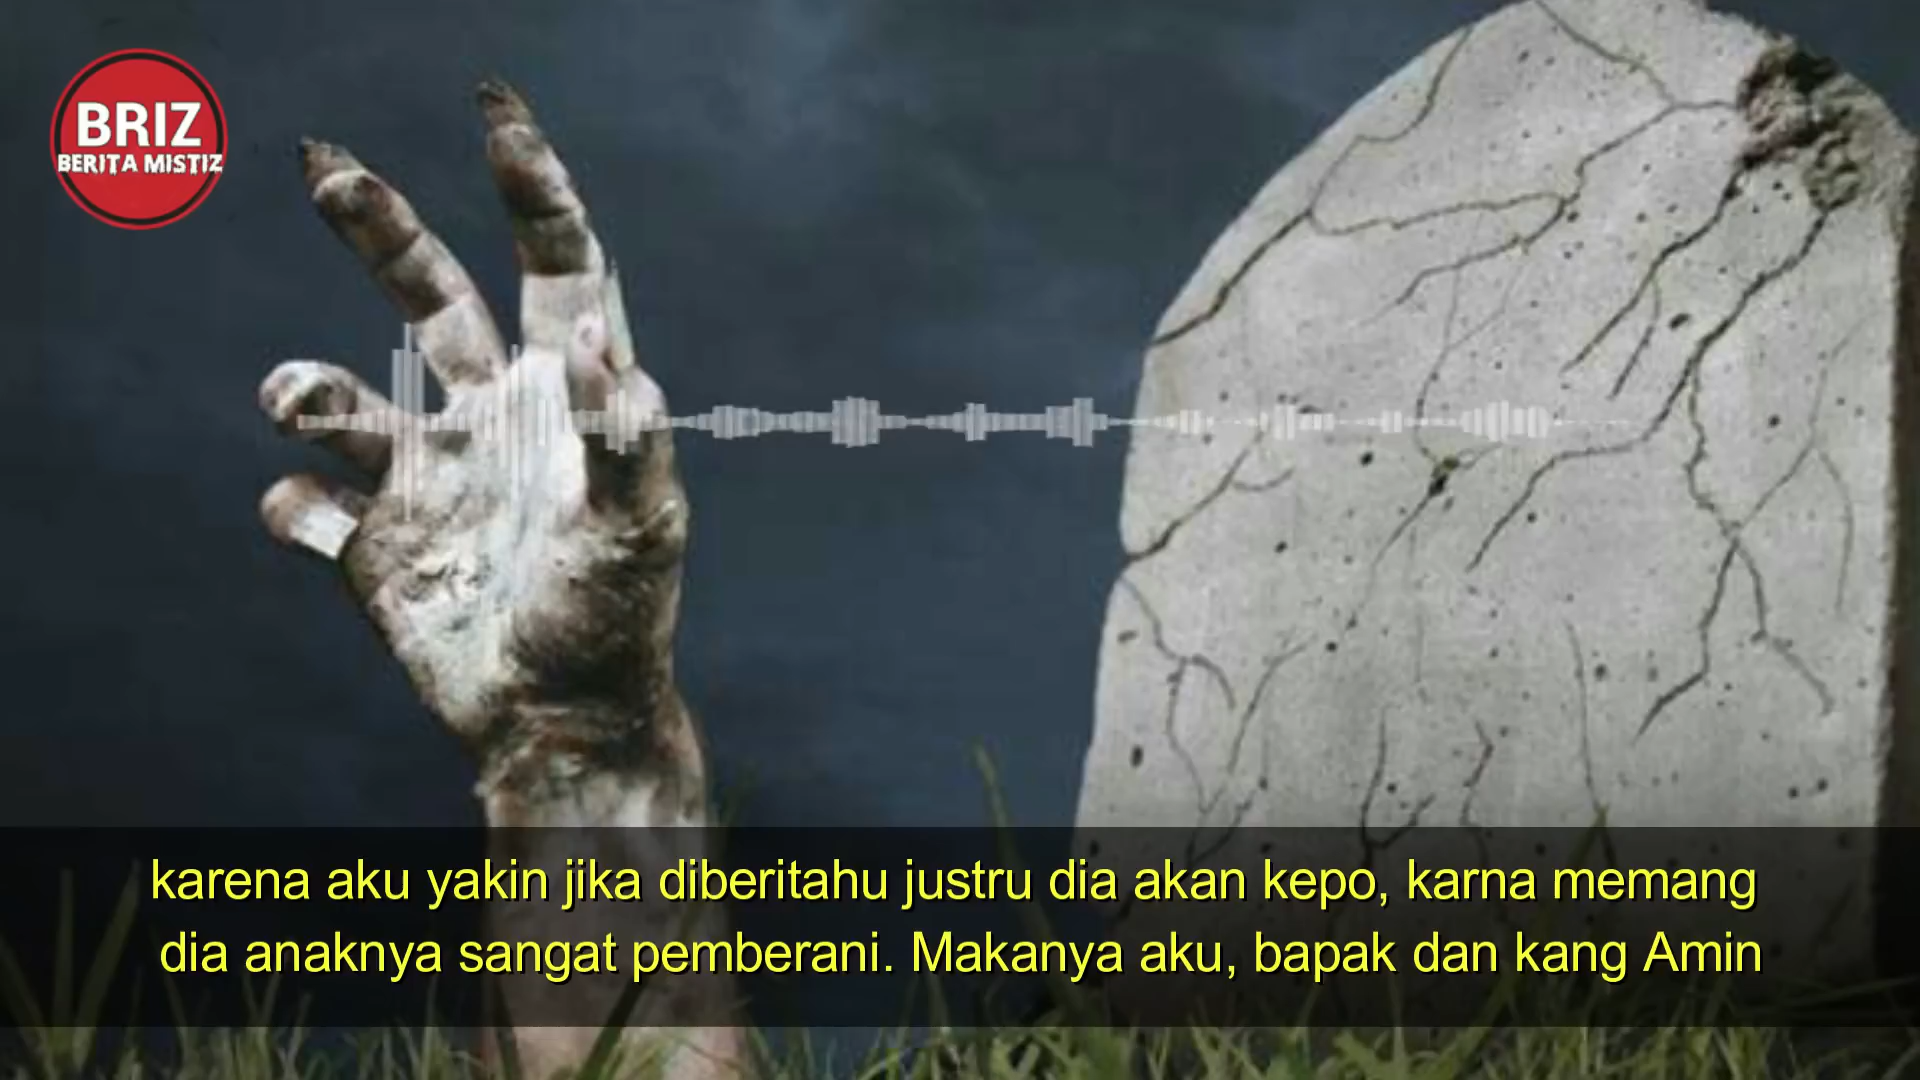 BRIZ
BERITA MISTIZ
karena aku yakin jika diberitahu justru dia akan kepo, karna memang
dia anaknya sangat pemberani. Makanya aku, bapak dan kang Amin